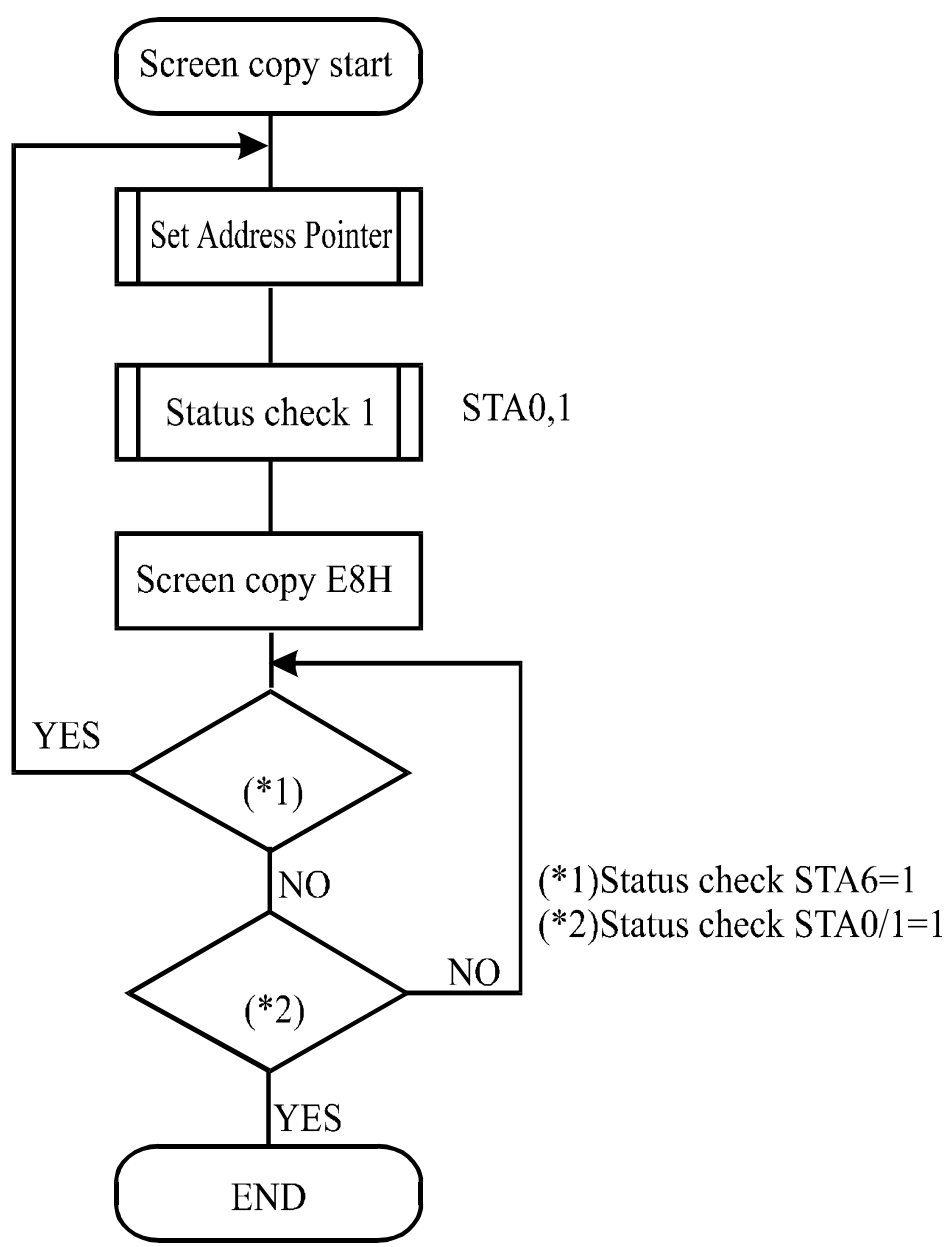 Screen copy start
Set Address Pointer
Status check 1
STA0,1
Screen copy E8H
YES
(*1)
NO
(*1)Status check STA6=1
(*2)Status check STA0/1=1
NO
(*2)
YES
END